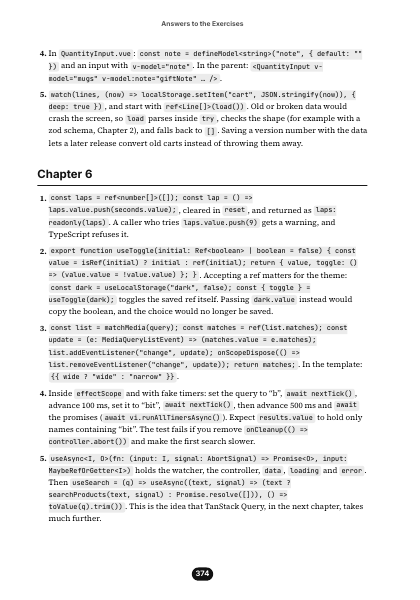 Answers to the Exercises
4. In QuantityInput.vue : const note = defineModel<string>("note", { default: ""
}) and an input with v-model="note" . In the parent: <QuantityInput v-
model="mugs" v-model:note="giftNote" … /> .
5. watch(lines, (now) => localStorage.setItem("cart", JSON.stringify(now)), {
deep: true }) , and start with ref<Line[]>(load()) . Old or broken data would
crash the screen, so load parses inside try , checks the shape (for example with a
zod schema, Chapter 2), and falls back to [] . Saving a version number with the data
lets a later release convert old carts instead of throwing them away.
Chapter 6
1. const laps = ref<number[]>([]); const lap = () =>
laps.value.push(seconds.value); , cleared in reset , and returned as laps:
readonly(laps) . A caller who tries laps.value.push(9) gets a warning, and
TypeScript refuses it.
2. export function useToggle(initial: Ref<boolean> | boolean = false) { const
value = isRef(initial) ? initial : ref(initial); return { value, toggle: ()
=> (value.value = !value.value) }; } . Accepting a ref matters for the theme:
const dark = useLocalStorage("dark", false); const { toggle } =
useToggle(dark); toggles the saved ref itself. Passing dark.value instead would
copy the boolean, and the choice would no longer be saved.
3. const list = matchMedia(query); const matches = ref(list.matches); const
update = (e: MediaQueryListEvent) => (matches.value = e.matches);
list.addEventListener("change", update); onScopeDispose(() =>
list.removeEventListener("change", update)); return matches; . In the template:
{{ wide ? "wide" : "narrow" }} .
4. Inside effectScope and with fake timers: set the query to “b”, await nextTick() ,
advance 100 ms, set it to “bit”, await nextTick() , then advance 500 ms and await
the promises ( await vi.runAllTimersAsync() ). Expect results.value to hold only
names containing “bit”. The test fails if you remove onCleanup(() =>
controller.abort()) and make the first search slower.
5. useAsync<I, O>(fn: (input: I, signal: AbortSignal) => Promise<O>, input:
MaybeRefOrGetter<I>) holds the watcher, the controller, data , loading and error .
Then useSearch = (q) => useAsync((text, signal) => (text ?
searchProducts(text, signal) : Promise.resolve([])), () =>
toValue(q).trim()) . This is the idea that TanStack Query, in the next chapter, takes
much further.
374